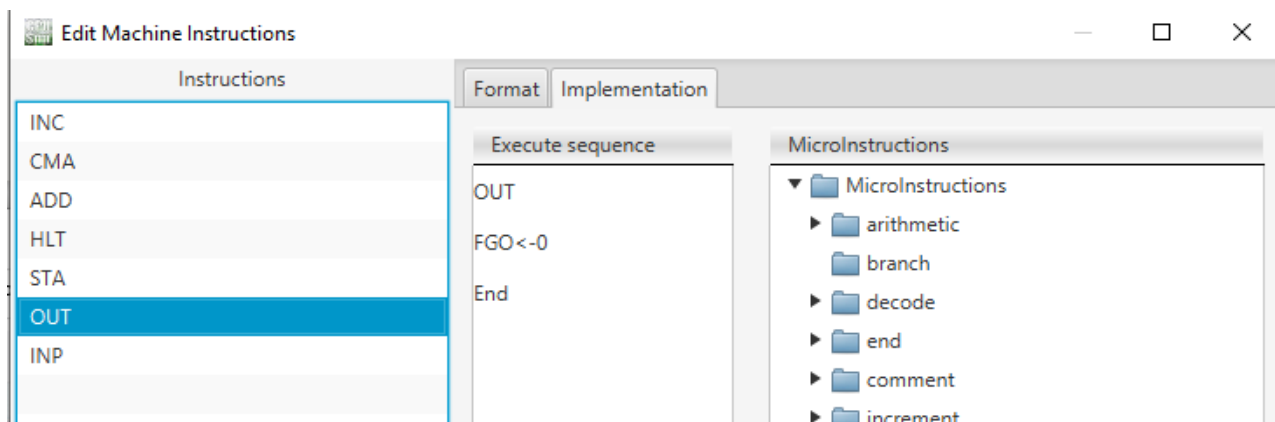 Edit Machine Instructions
Instructions
INC
CMA
ADD
HLT
STA
OUT
INP
Format Implementation
Execute sequence
OUT
FGO<-0
End
MicroInstructions
MicroInstructions
arithmetic
branch
decode
end
comment
increment